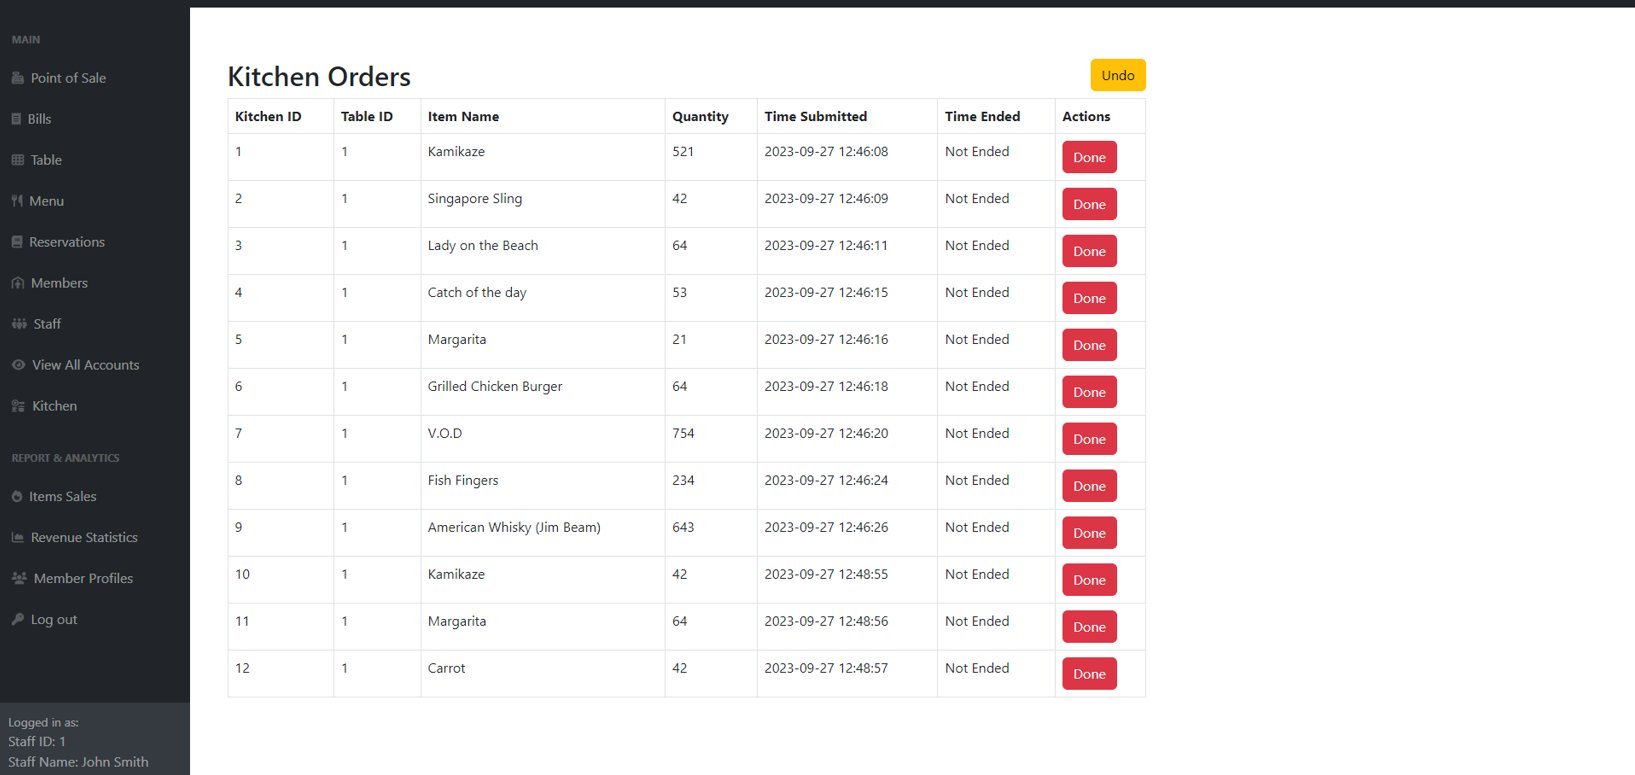 MAIN
Point of Sale
Bills
Table
Menu
Reservations
Members
Staff
View All Accounts
Kitchen
REPORT & ANALYTICS
Items Sales
Revenue Statistics
Member Profiles
Log out
Logged in as:
Staff ID: 1
Staff Name: John Smith
Kitchen Orders Undo
Kitchen ID Table ID Item Name Quantity Time Submitted Time Ended Actions
1 1 Kamikaze 521 2023-09-27 12:46:08 Not Ended Done
2 1 Singapore Sling 42 2023-09-27 12:46:09 Not Ended Done
3 1 Lady on the Beach 64 2023-09-27 12:46:11 Not Ended Done
4 1 Catch of the day 53 2023-09-27 12:46:15 Not Ended Done
5 1 Margarita 21 2023-09-27 12:46:16 Not Ended Done
6 1 Grilled Chicken Burger 64 2023-09-27 12:46:18 Not Ended Done
7 1 V.O.D 754 2023-09-27 12:46:20 Not Ended Done
8 1 Fish Fingers 234 2023-09-27 12:46:24 Not Ended Done
9 1 American Whisky (Jim Beam) 643 2023-09-27 12:46:26 Not Ended Done
10 1 Kamikaze 42 2023-09-27 12:48:55 Not Ended Done
11 1 Margarita 64 2023-09-27 12:48:56 Not Ended Done
12 1 Carrot 42 2023-09-27 12:48:57 Not Ended Done